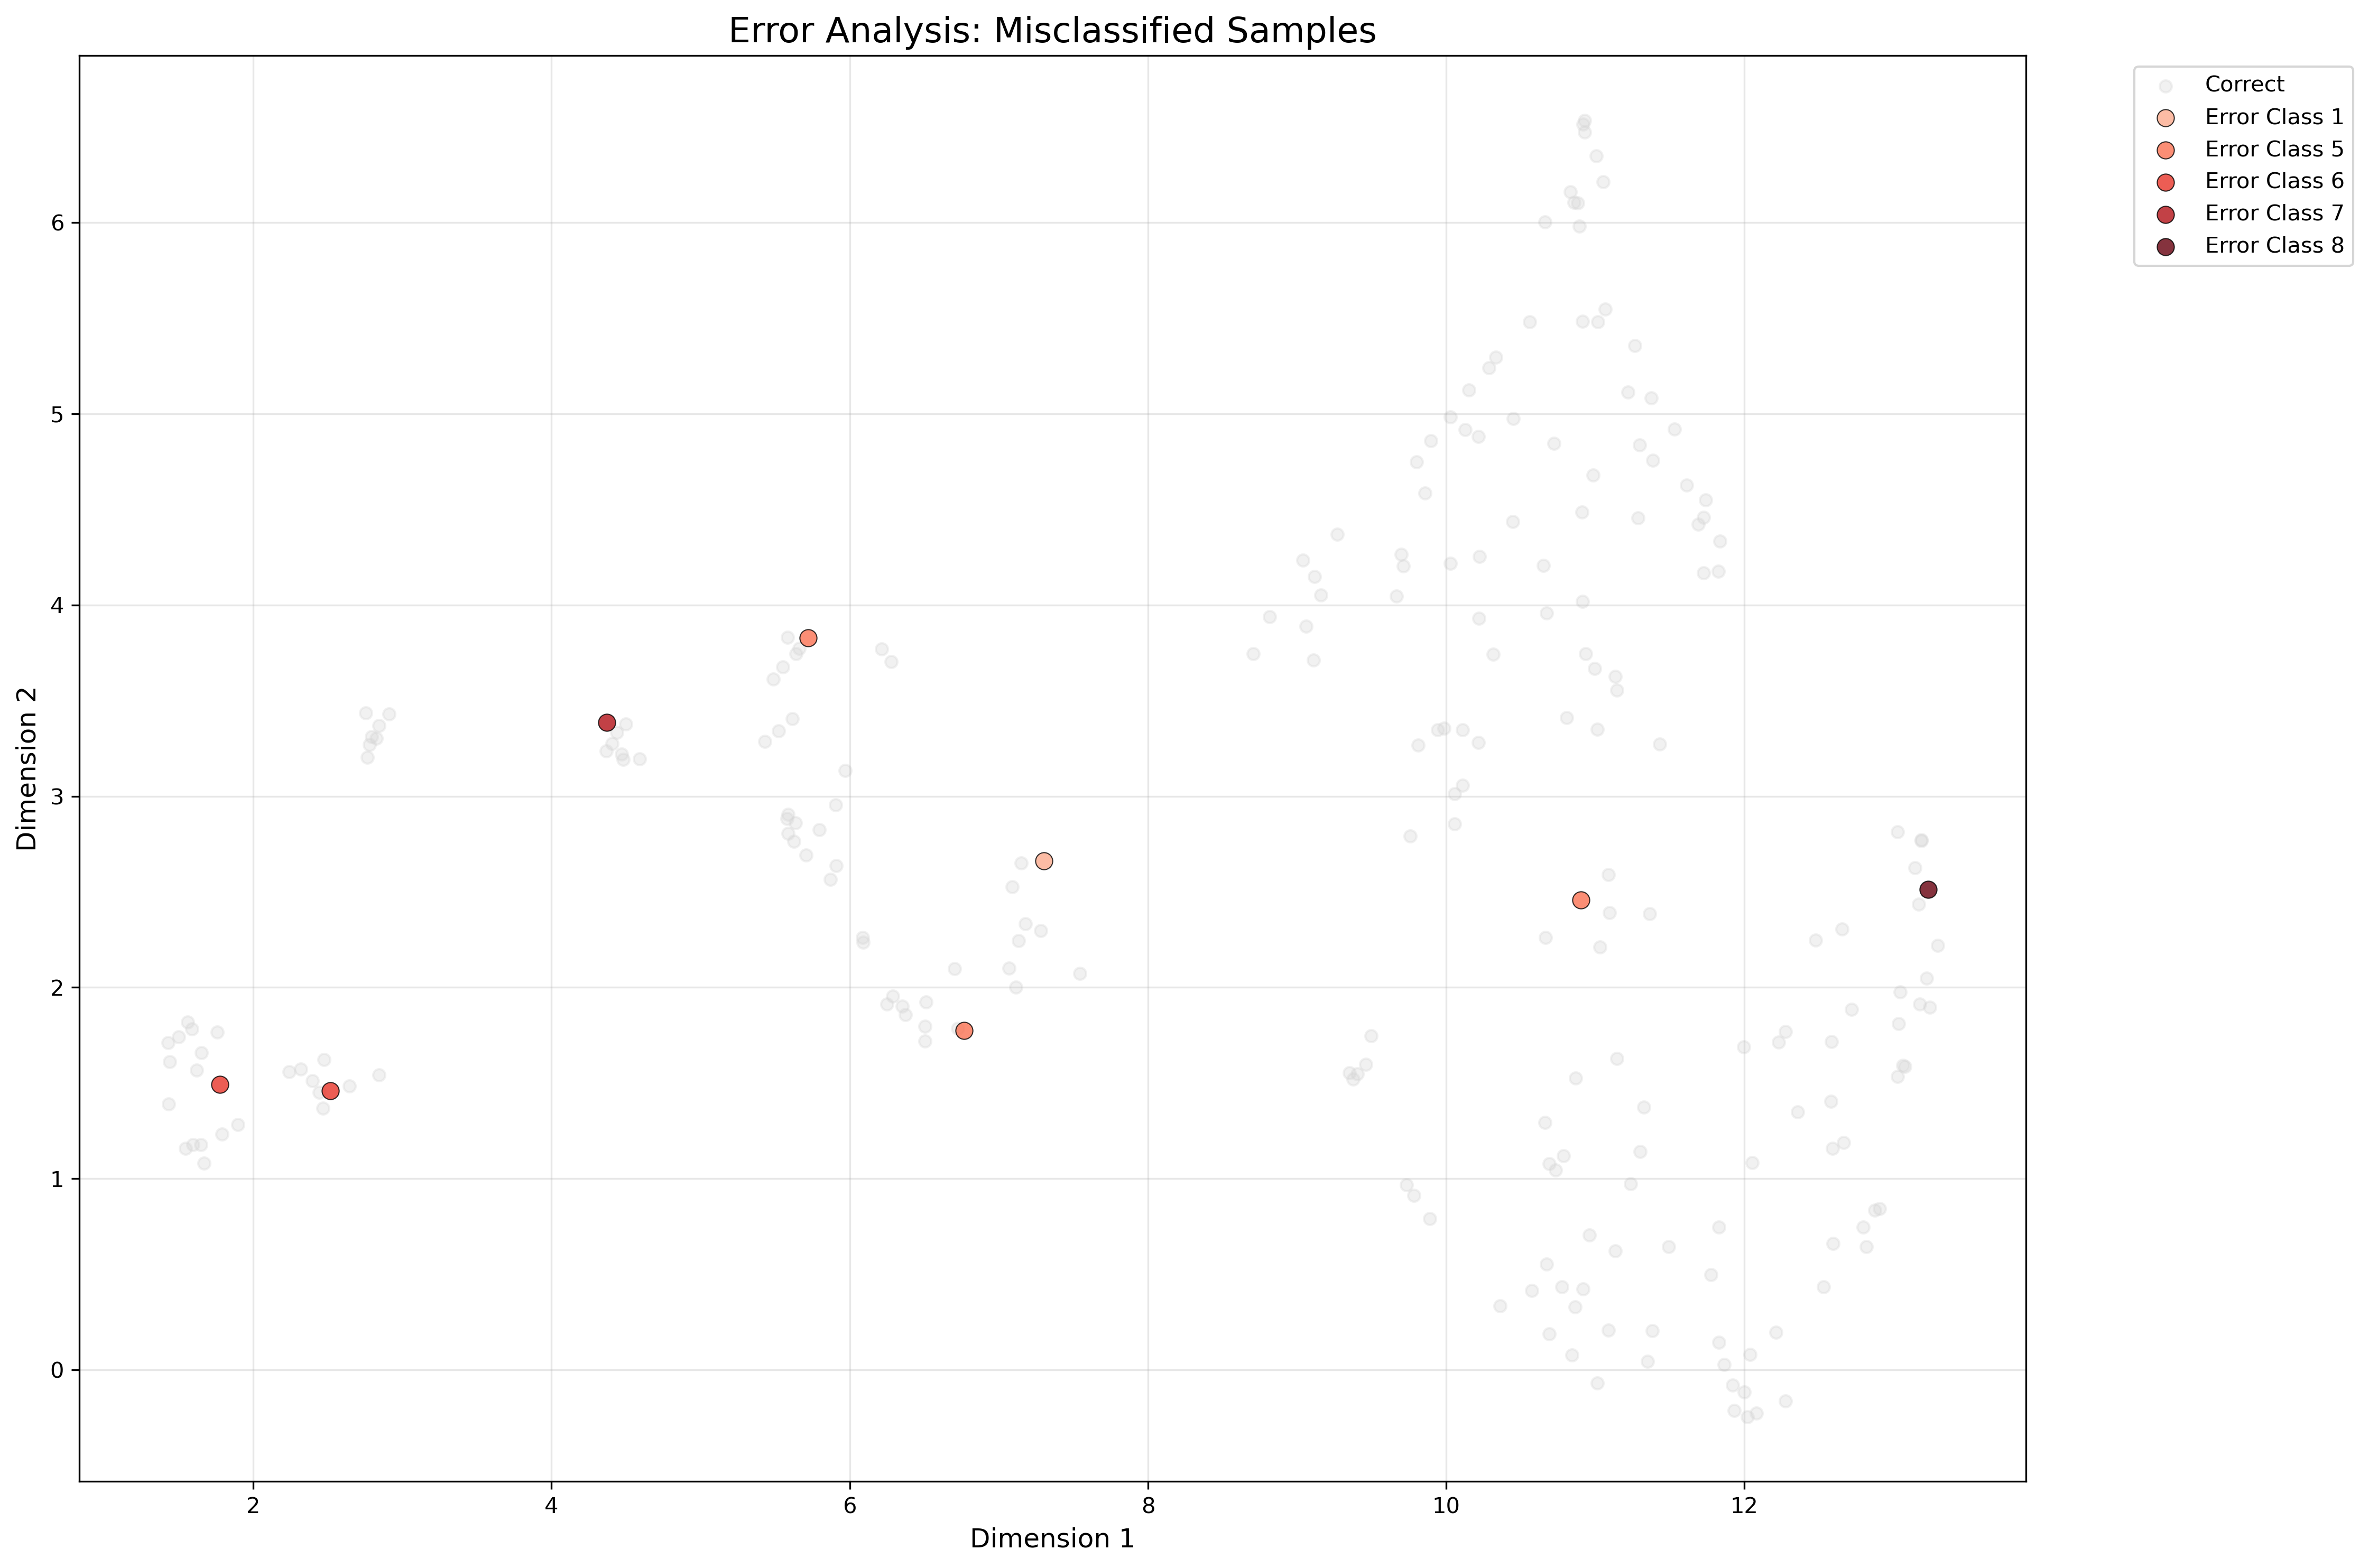 Error Analysis: Misclassified Samples
Correct
Error Class 1
Error Class 5
Error Class 6
Error Class 7
Error Class 8
6
5
4
3
2
1
0
Dimension 2
2
4
6
8
10
12
Dimension 1